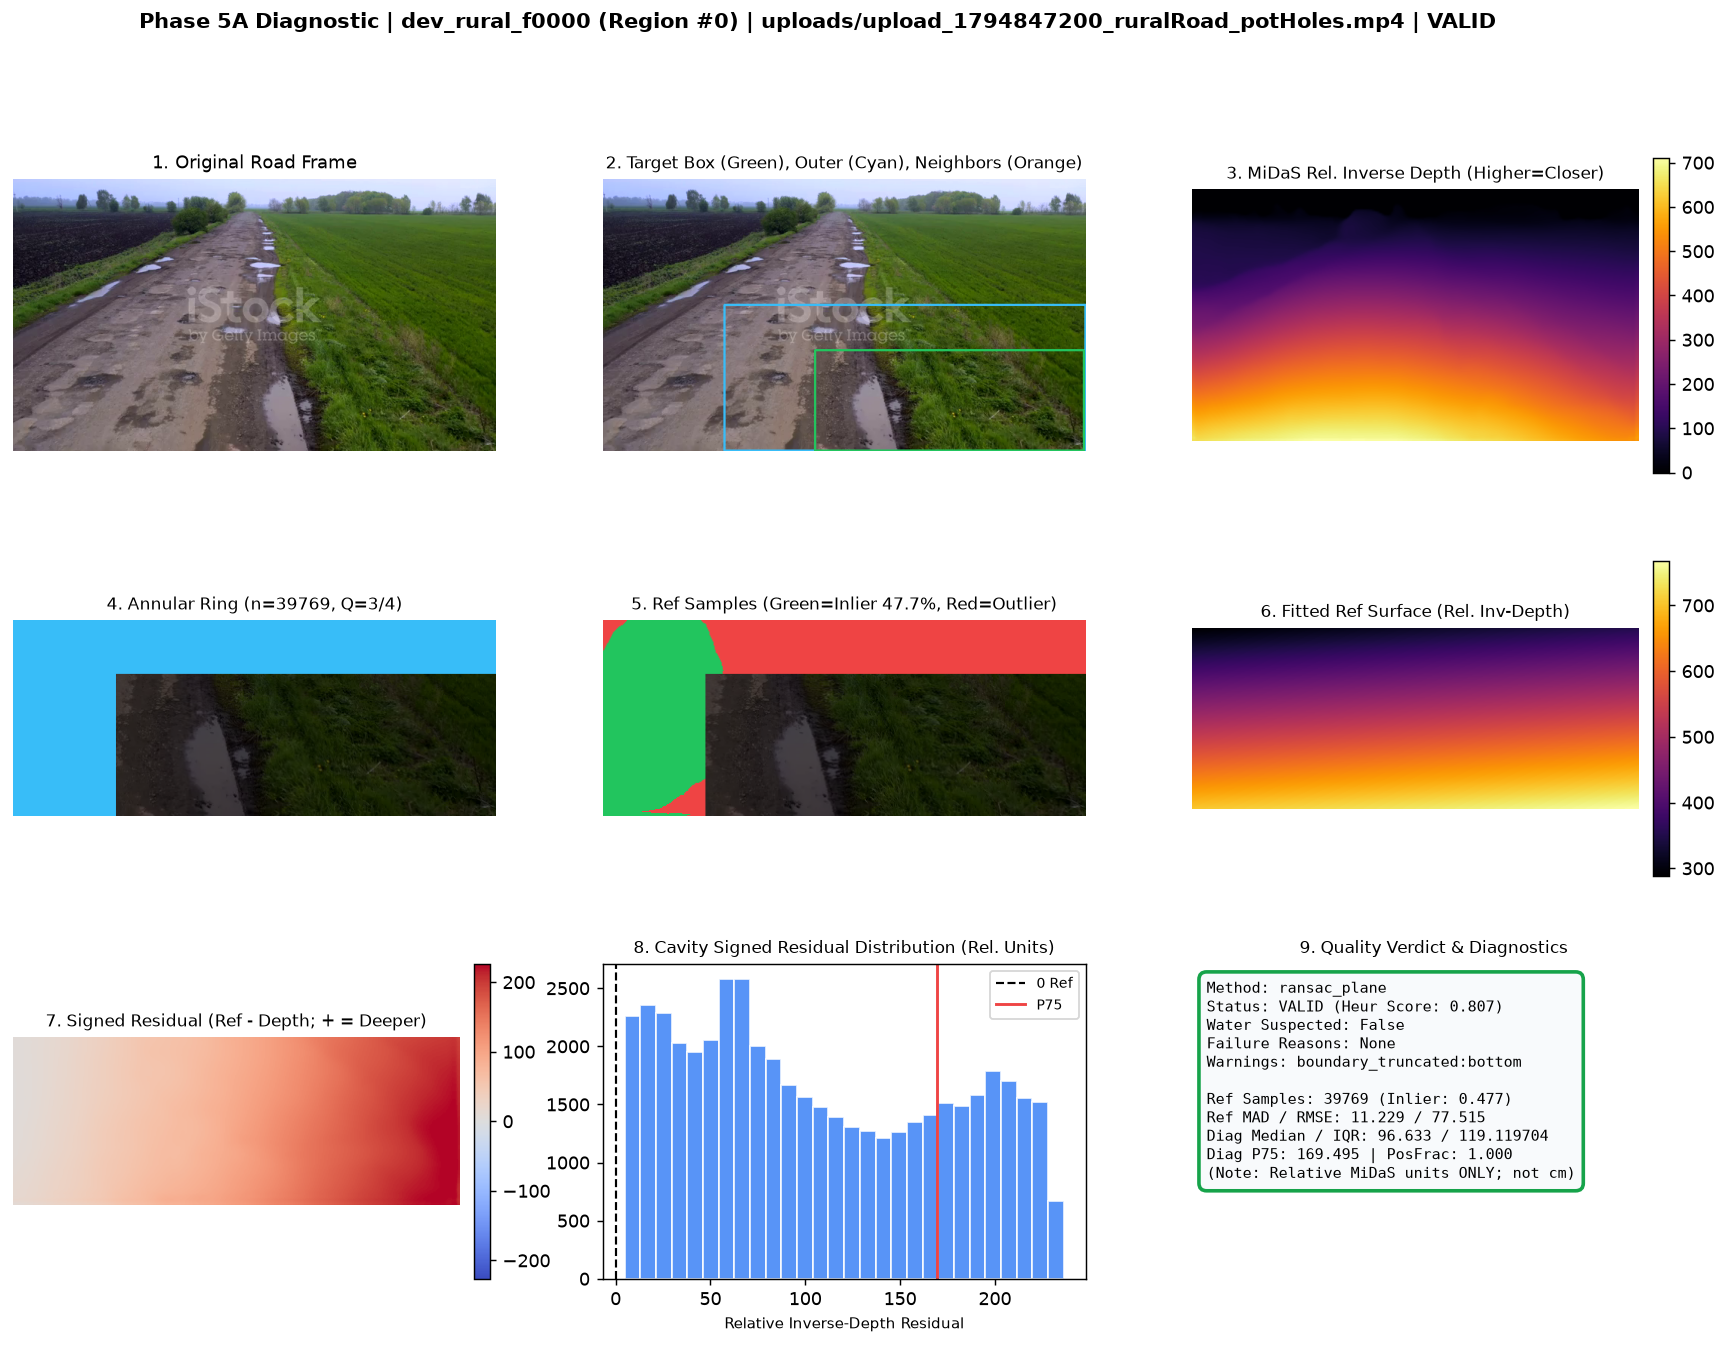 Phase 5A Diagnostic | dev_rural_f0000 (Region #0) | uploads/upload_1794847200_ruralRoad_potHoles.mp4 | VALID
1. Original Road Frame
iStock
by Getty Images
2. Target Box (Green), Outer (Cyan), Neighbors (Orange)
iStock
by Getty Images
3. MiDaS Rel. Inverse Depth (Higher=Closer)
700
600
500
400
300
200
100
0
4. Annular Ring (n=39769, Q=3/4)
5. Ref Samples (Green=Inlier 47.7%, Red=Outlier)
6. Fitted Ref Surface (Rel. Inv-Depth)
700
600
500
400
300
7. Signed Residual (Ref - Depth; + = Deeper)
200
100
0
−100
−200
8. Cavity Signed Residual Distribution (Rel. Units)
0 Ref
P75
2500
2000
1500
1000
500
0
0 50 100 150 200
Relative Inverse-Depth Residual
9. Quality Verdict & Diagnostics
Method: ransac_plane
Status: VALID (Heur Score: 0.807)
Water Suspected: False
Failure Reasons: None
Warnings: boundary_truncated:bottom
Ref Samples: 39769 (Inlier: 0.477)
Ref MAD / RMSE: 11.229 / 77.515
Diag Median / IQR: 96.633 / 119.119704
Diag P75: 169.495 | PosFrac: 1.000
(Note: Relative MiDaS units ONLY; not cm)